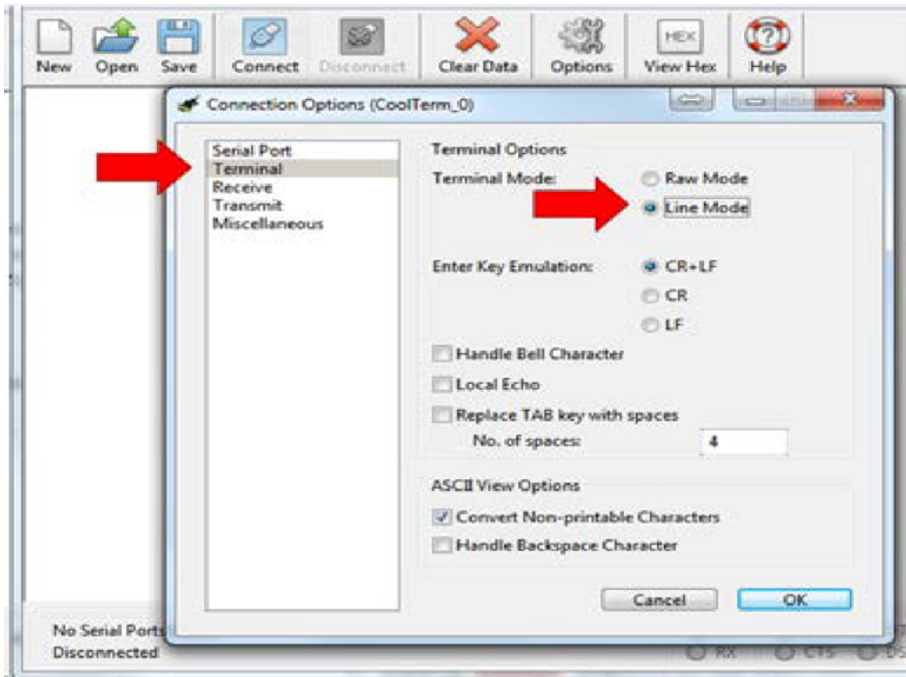 New Open Save Connect Disconnect Clear Data Options View Hex Help
HEX
Connection Options (CoolTerm_0)
Serial Port
Terminal
Receive
Transmit
Miscellaneous
Terminal Options
Terminal Mode:
Raw Mode
Line Mode
Enter Key Emulation:
CR+LF
CR
LF
Handle Bell Character
Local Echo
Replace TAB key with spaces
No. of spaces: 4
ASCII View Options
Convert Non-printable Characters
Handle Backspace Character
Cancel OK
No Serial Ports
Disconnected
RX CTS